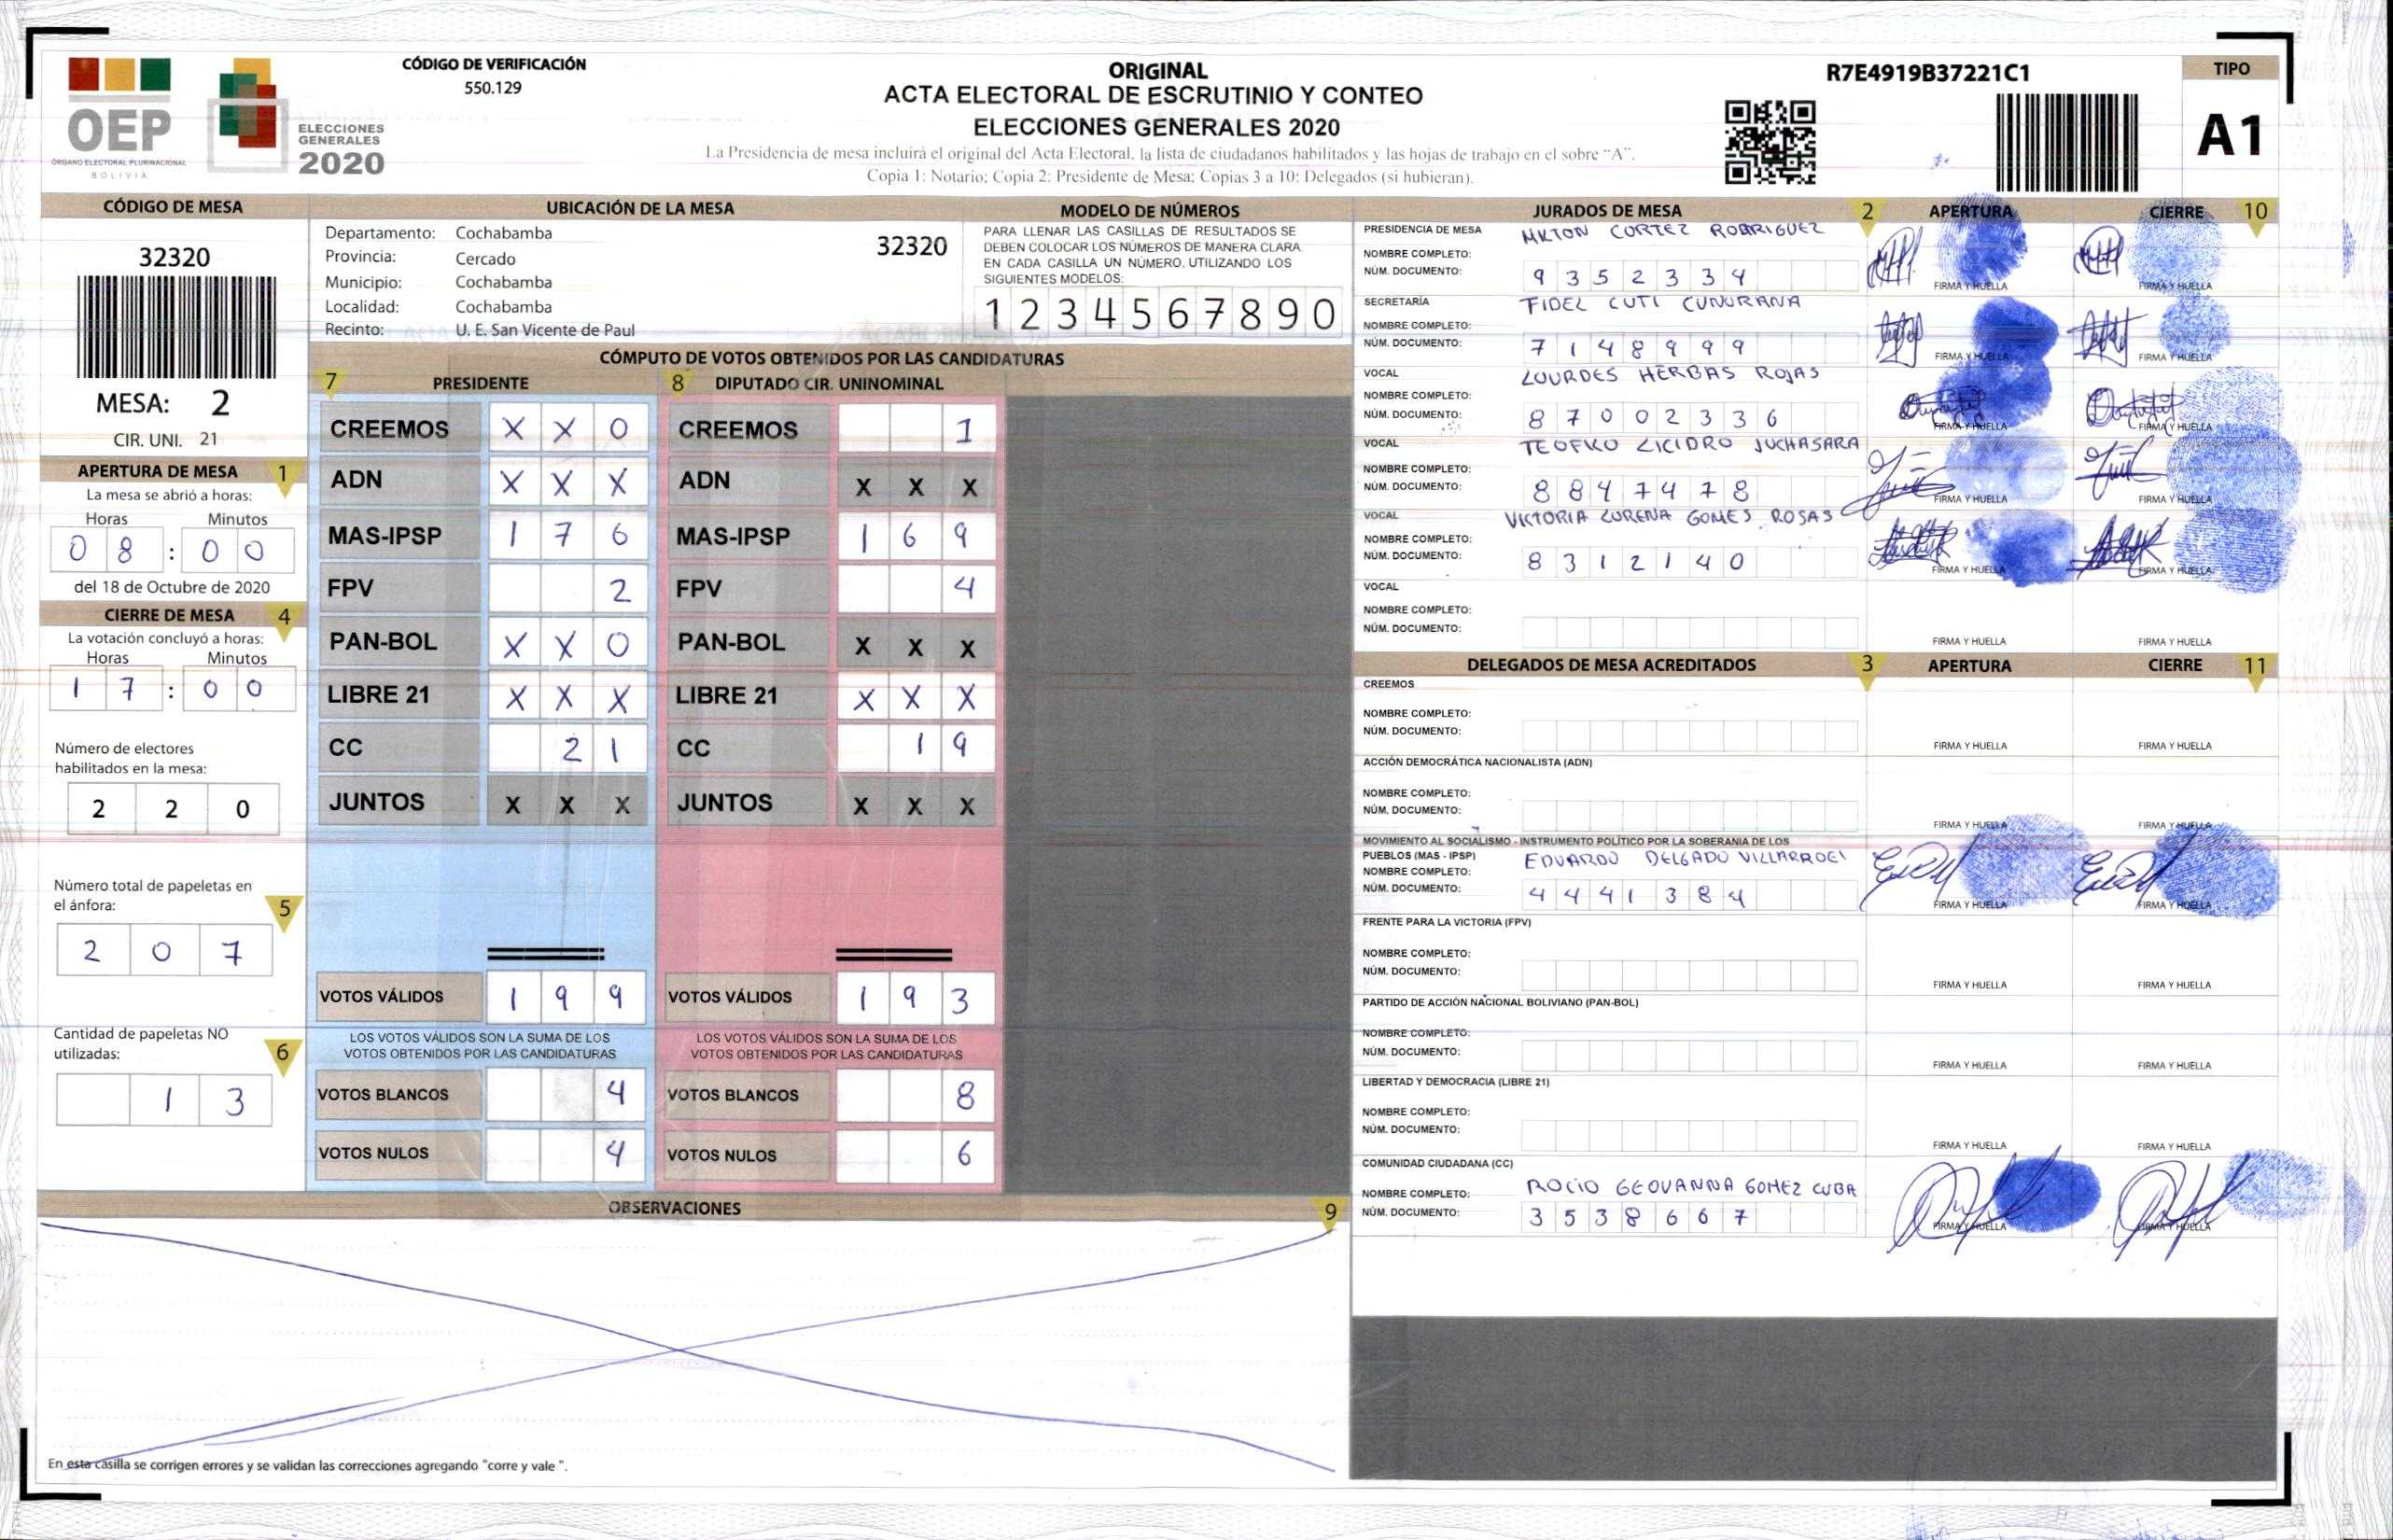 OEP
ÓRGANO ELECTORAL PLURINACIONAL
BOLIVIA
ELECCIONES
GENERALES
2020
CÓDIGO DE VERIFICACIÓN
550.129
ORIGINAL
ACTA ELECTORAL DE ESCRUTINIO Y CONTEO
ELECCIONES GENERALES 2020
La Presidencia de mesa incluirá el original del Acta Electoral, la lista de ciudadanos habilitados y las hojas de trabajo en el sobre "A".
Copia 1: Notario; Copia 2: Presidente de Mesa; Copias 3 a 10: Delegados (si hubieran).
R7E4919B37221C1
TIPO
A1
CÓDIGO DE MESA
32320
MESA: 2
CIR. UNI. 21
APERTURA DE MESA 1
La mesa se abrió a horas:
Horas Minutos
0 8 : 0 0
del 18 de Octubre de 2020
CIERRE DE MESA 4
La votación concluyó a horas:
Horas Minutos
1 7 : 0 0
Número de electores
habilitados en la mesa:
2 2 0
Número total de papeletas en
el ánfora: 5
2 0 7
Cantidad de papeletas NO
utilizadas: 6
1 3
UBICACIÓN DE LA MESA
Departamento: Cochabamba
32320
Provincia: Cercado
Municipio: Cochabamba
Localidad: Cochabamba
Recinto: U. E. San Vicente de Paul
MODELO DE NÚMEROS
PARA LLENAR LAS CASILLAS DE RESULTADOS SE
DEBEN COLOCAR LOS NÚMEROS DE MANERA CLARA
EN CADA CASILLA UN NÚMERO, UTILIZANDO LOS
SIGUIENTES MODELOS:
1 2 3 4 5 6 7 8 9 0
CÓMPUTO DE VOTOS OBTENIDOS POR LAS CANDIDATURAS
7 PRESIDENTE 8 DIPUTADO CIR. UNINOMINAL
CREEMOS X X 0 CREEMOS 1
ADN X X X ADN X X X
MAS-IPSP 1 7 6 MAS-IPSP 1 6 9
FPV 2 FPV 4
PAN-BOL X X 0 PAN-BOL X X X
LIBRE 21 X X X LIBRE 21 X X X
CC 2 1 CC 1 9
JUNTOS X X X JUNTOS X X X
VOTOS VÁLIDOS 1 9 9 VOTOS VÁLIDOS 1 9 3
LOS VOTOS VÁLIDOS SON LA SUMA DE LOS LOS VOTOS VÁLIDOS SON LA SUMA DE LOS
VOTOS OBTENIDOS POR LAS CANDIDATURAS VOTOS OBTENIDOS POR LAS CANDIDATURAS
VOTOS BLANCOS 4 VOTOS BLANCOS 8
VOTOS NULOS 4 VOTOS NULOS 6
OBSERVACIONES 9
En esta casilla se corrigen errores y se validan las correcciones agregando "corre y vale ".
JURADOS DE MESA 2 APERTURA CIERRE 10
PRESIDENCIA DE MESA MILTON CORTEZ RODRIGUEZ
NOMBRE COMPLETO:
NÚM. DOCUMENTO: 9 3 5 2 3 3 4
FIRMA Y HUELLA FIRMA Y HUELLA
SECRETARÍA FIDEL CUTI CUNURANA
NOMBRE COMPLETO:
NÚM. DOCUMENTO: 7 1 4 8 9 9 9
FIRMA Y HUELLA FIRMA Y HUELLA
VOCAL LOURDES HERBAS ROJAS
NOMBRE COMPLETO:
NÚM. DOCUMENTO: 8 7 0 0 2 3 3 6
FIRMA Y HUELLA FIRMA Y HUELLA
VOCAL TEOFILO LICIDRO JUCHASARA
NOMBRE COMPLETO:
NÚM. DOCUMENTO: 8 8 4 7 4 7 8
FIRMA Y HUELLA FIRMA Y HUELLA
VOCAL VICTORIA LORENA GOMES ROSAS
NOMBRE COMPLETO:
NÚM. DOCUMENTO: 8 3 1 2 1 4 0
FIRMA Y HUELLA FIRMA Y HUELLA
VOCAL
NOMBRE COMPLETO:
NÚM. DOCUMENTO:
FIRMA Y HUELLA FIRMA Y HUELLA
DELEGADOS DE MESA ACREDITADOS 3 APERTURA CIERRE 11
CREEMOS
NOMBRE COMPLETO:
NÚM. DOCUMENTO:
FIRMA Y HUELLA FIRMA Y HUELLA
ACCIÓN DEMOCRÁTICA NACIONALISTA (ADN)
NOMBRE COMPLETO:
NÚM. DOCUMENTO:
FIRMA Y HUELLA FIRMA Y HUELLA
MOVIMIENTO AL SOCIALISMO - INSTRUMENTO POLÍTICO POR LA SOBERANIA DE LOS
PUEBLOS (MAS - IPSP) EDUARDO DELGADO VILLARROEL
NOMBRE COMPLETO:
NÚM. DOCUMENTO: 4 4 4 1 3 8 4
FIRMA Y HUELLA FIRMA Y HUELLA
FRENTE PARA LA VICTORIA (FPV)
NOMBRE COMPLETO:
NÚM. DOCUMENTO:
FIRMA Y HUELLA FIRMA Y HUELLA
PARTIDO DE ACCIÓN NACIONAL BOLIVIANO (PAN-BOL)
NOMBRE COMPLETO:
NÚM. DOCUMENTO:
FIRMA Y HUELLA FIRMA Y HUELLA
LIBERTAD Y DEMOCRACIA (LIBRE 21)
NOMBRE COMPLETO:
NÚM. DOCUMENTO:
FIRMA Y HUELLA FIRMA Y HUELLA
COMUNIDAD CIUDADANA (CC)
NOMBRE COMPLETO: ROCIO GEOVANNA GOMEZ CUBA
NÚM. DOCUMENTO: 3 5 3 8 6 6 7
FIRMA Y HUELLA FIRMA Y HUELLA